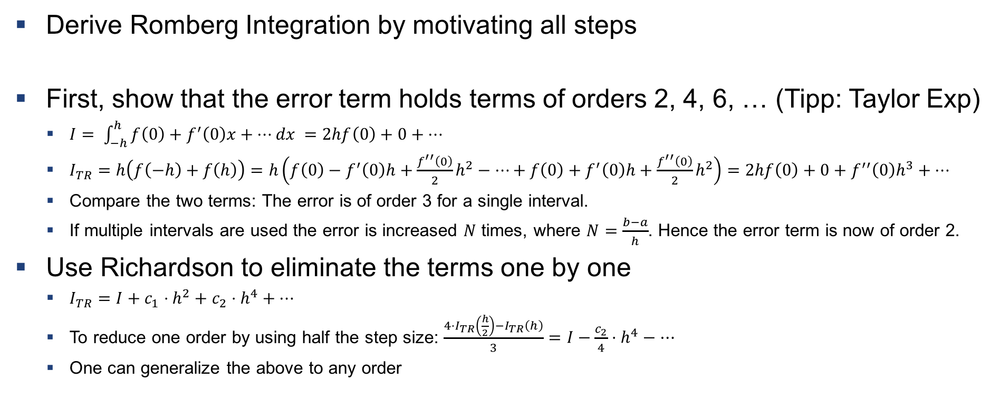 ▪ Derive Romberg Integration by motivating all steps
▪ First, show that the error term holds terms of orders 2, 4, 6, … (Tipp: Taylor Exp)
▪ $I = \int_{-h}^{h} f(0) + f'(0)x + \cdots dx = 2hf(0) + 0 + \cdots$
▪ $I_{TR} = h(f(-h) + f(h)) = h\left(f(0) - f'(0)h + \frac{f''(0)}{2}h^2 - \cdots + f(0) + f'(0)h + \frac{f''(0)}{2}h^2\right) = 2hf(0) + 0 + f''(0)h^3 + \cdots$
▪ Compare the two terms: The error is of order 3 for a single interval.
▪ If multiple intervals are used the error is increased $N$ times, where $N = \frac{b-a}{h}$. Hence the error term is now of order 2.
▪ Use Richardson to eliminate the terms one by one
▪ $I_{TR} = I + c_1 \cdot h^2 + c_2 \cdot h^4 + \cdots$
▪ To reduce one order by using half the step size: $\frac{4 \cdot I_{TR}\left(\frac{h}{2}\right) - I_{TR}(h)}{3} = I - \frac{c_2}{4} \cdot h^4 - \cdots$
▪ One can generalize the above to any order